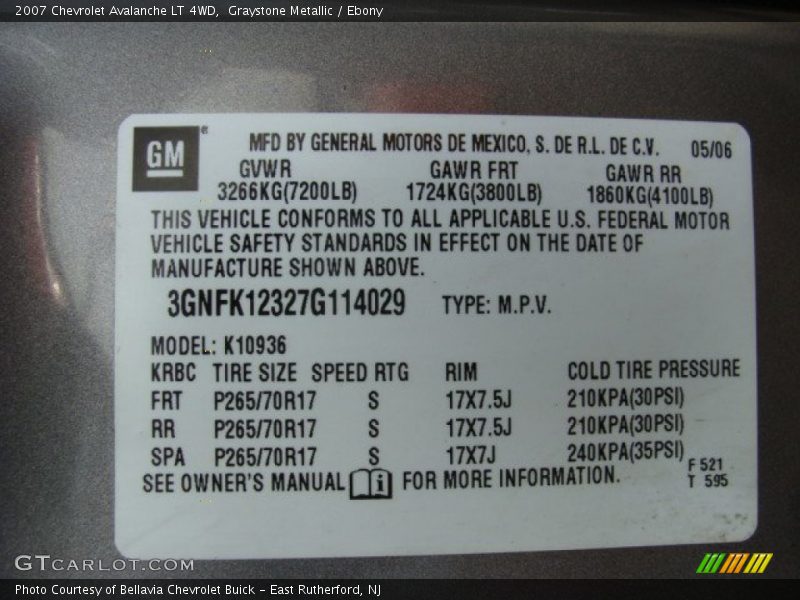 2007 Chevrolet Avalanche LT 4WD, Graystone Metallic / Ebony
GM®
MFD BY GENERAL MOTORS DE MEXICO, S. DE R.L. DE C.V. 05/06
GVWR GAWR FRT GAWR RR
3266KG(7200LB) 1724KG(3800LB) 1860KG(4100LB)
THIS VEHICLE CONFORMS TO ALL APPLICABLE U.S. FEDERAL MOTOR
VEHICLE SAFETY STANDARDS IN EFFECT ON THE DATE OF
MANUFACTURE SHOWN ABOVE.
3GNFK12327G114029 TYPE: M.P.V.
MODEL: K10936
KRBC TIRE SIZE SPEED RTG RIM COLD TIRE PRESSURE
FRT P265/70R17 S 17X7.5J 210KPA(30PSI)
RR P265/70R17 S 17X7.5J 210KPA(30PSI)
SPA P265/70R17 S 17X7J 240KPA(35PSI)
SEE OWNER'S MANUAL i FOR MORE INFORMATION.
F 521
T 595
GTCARLOT.COM
Photo Courtesy of Bellavia Chevrolet Buick – East Rutherford, NJ